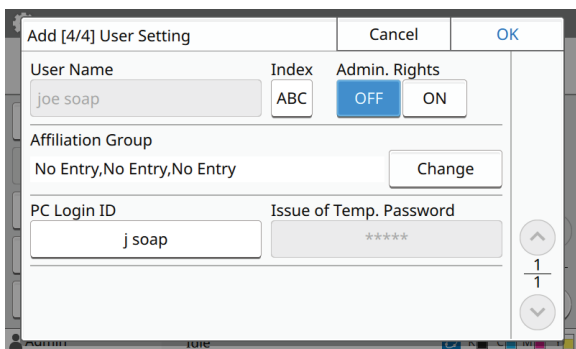 Add [4/4] User Setting
Cancel
OK
User Name
Index
Admin. Rights
joe soap
ABC
OFF
ON
Affiliation Group
No Entry,No Entry,No Entry
Change
PC Login ID
Issue of Temp. Password
j soap
*****
1
1
Admin
Idle
K
C
M
Y